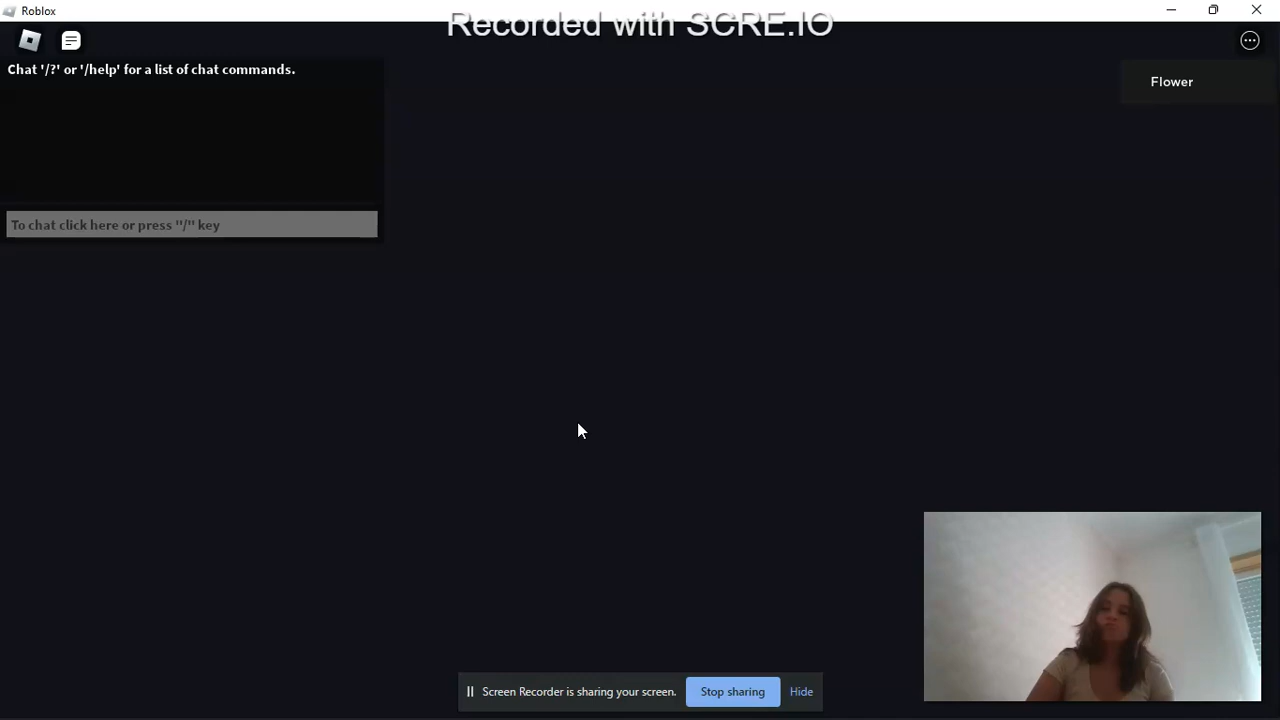 Roblox
Recorded with SCRE.IO
Chat '/?' or '/help' for a list of chat commands.
Flower
To chat click here or press "/" key
Screen Recorder is sharing your screen. Stop sharing Hide